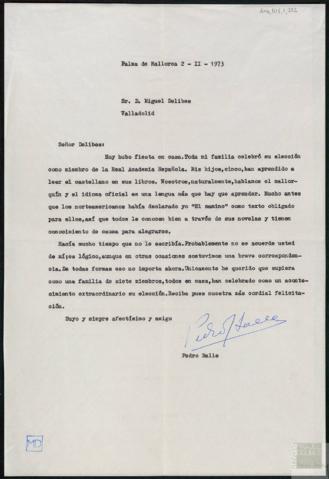 Palma de Mallorca 2 - II - 1973
Sr. D. Miguel Delibes
Valladolid
Señor Delibes:
Hoy hubo fiesta en casa.Toda mi familia celebró su elección
como miembro de la Real Academia Española. Mis hijos,cinco,han aprendido a
leer el castellano en sus libros. Nosotros,naturalmente,hablamos el mallor-
quín y el idioma oficial es una lengua más que hay que aprender. Mucho antes
que los norteamericanos había declarado yo "El camino" como texto obligado
para ellos,así que todos le conocen bien a través de sus novelas y tienen
conocimiento de causa para alegrarse.
Hacía mucho tiempo que no le escribía.Probablemente no se acuerde usted
de mí,es lógico,aunque en otra ocasiones sostuvimos una breve correspondencia.
De todas formas eso no importa ahora. Unicamente he querido que supiera
como una familia de siete miembros,todos en masa,han celebrado como un aconte-
cimiento extraordinario su elección.Reciba pues nuestra más cordial felicita-
ción.
Suyo y siempre afectísimo y amigo
Pedro
MD